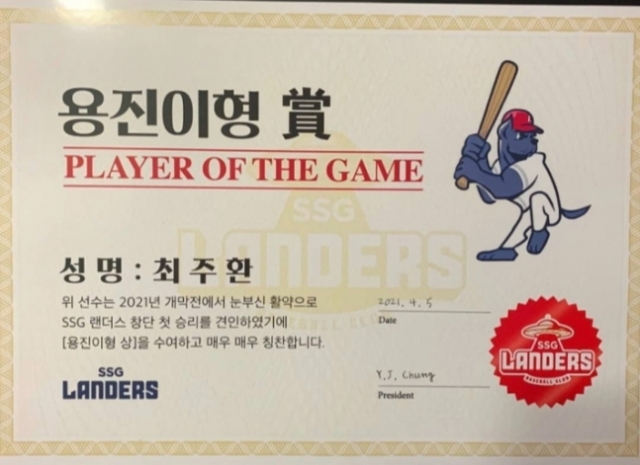 용진이형 賞
PLAYER OF THE GAME
SSG
LANDERS
BASEBALL CLUB
성 명 : 최 주 환
위 선수는 2021년 개막전에서 눈부신 활약으로
SSG 랜더스 창단 첫 승리를 견인하였기에
[용진이형 상]을 수여하고 매우 매우 칭찬합니다.
2021. 4. 5
Date
Y.J. Chung
President
SSG
LANDERS
SSG
LANDERS
BASEBALL CLUB